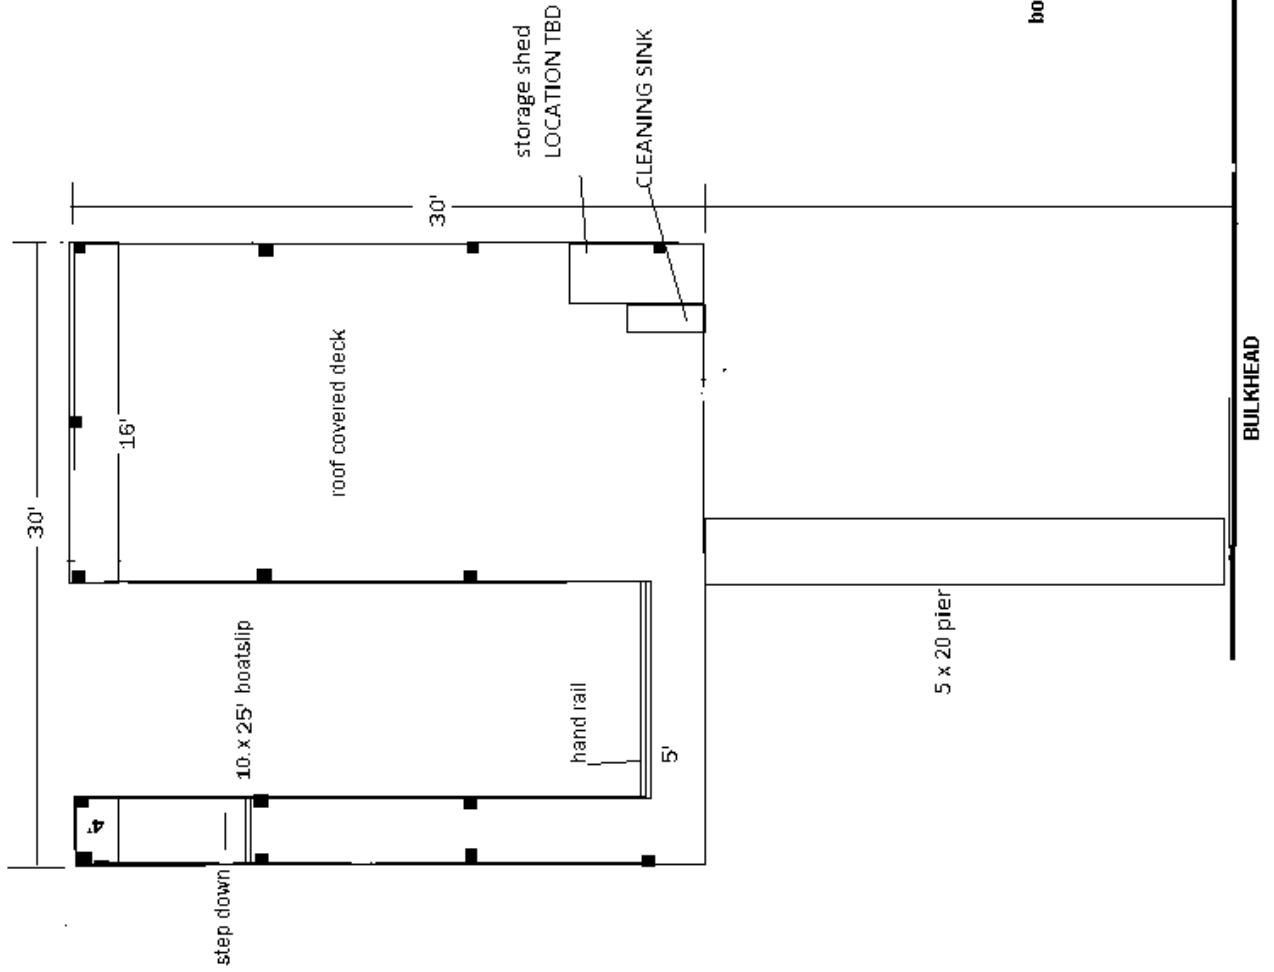 storage shed
LOCATION TBD
CLEANING SINK
bo
30'
30'
16'
roof covered deck
10 x 25' boatslip
hand rail
5'
4'
step down
5 x 20 pier
BULKHEAD